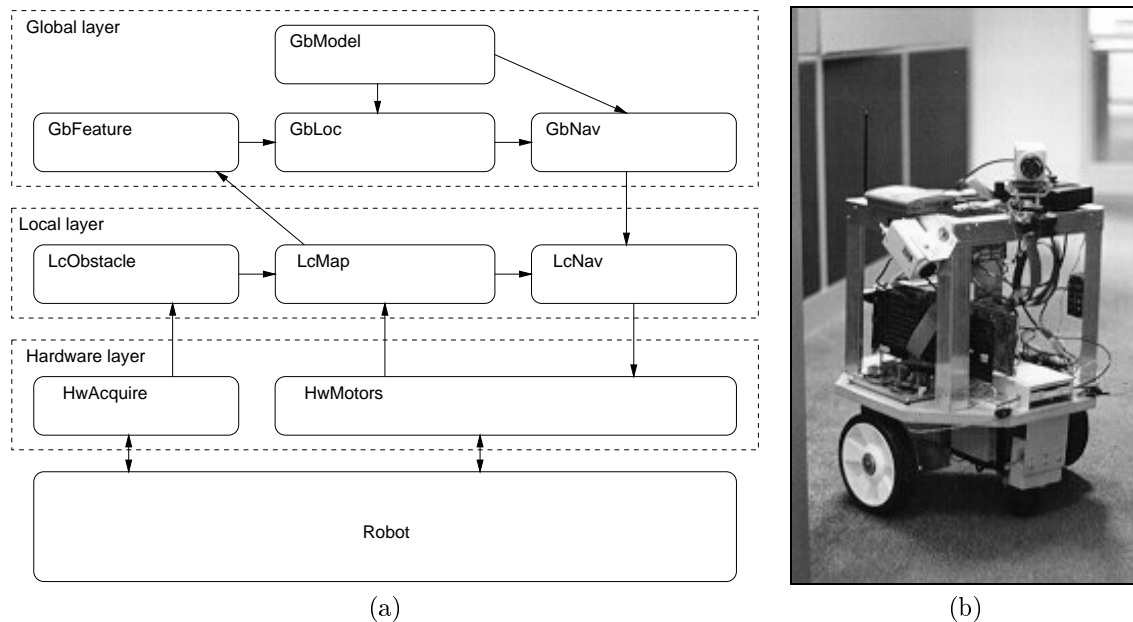 Global layer
GbModel
GbFeature
GbLoc
GbNav
Local layer
LcObstacle
LcMap
LcNav
Hardware layer
HwAcquire
HwMotors
Robot
(a)
(b)